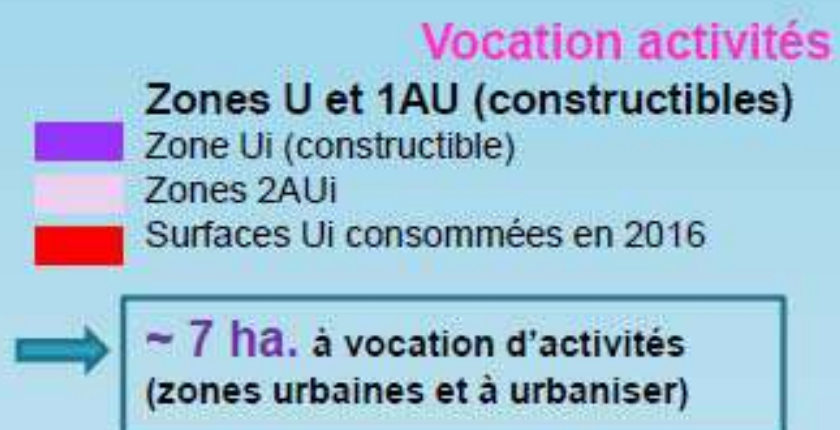 Vocation activités
Zones U et 1AU (constructibles)
Zone Ui (constructible)
Zones 2AUi
Surfaces Ui consommées en 2016
~ 7 ha. à vocation d'activités
(zones urbaines et à urbaniser)